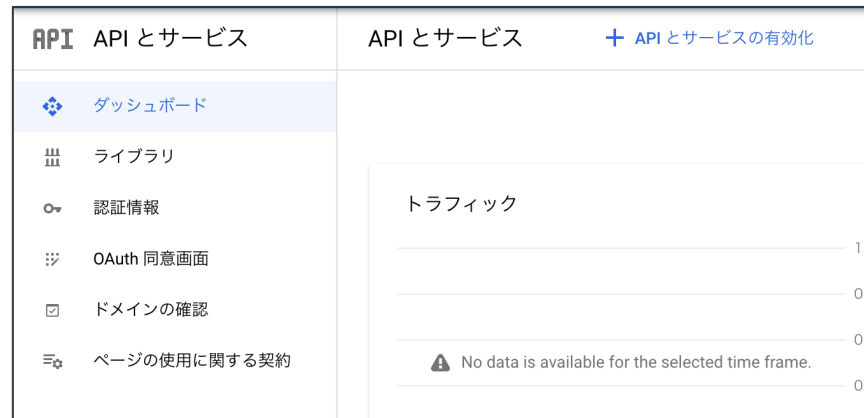 API API とサービス
API とサービス
API とサービスの有効化
ダッシュボード
ライブラリ
認証情報
OAuth 同意画面
ドメインの確認
ページの使用に関する契約
トラフィック
1
0
0
No data is available for the selected time frame.
0